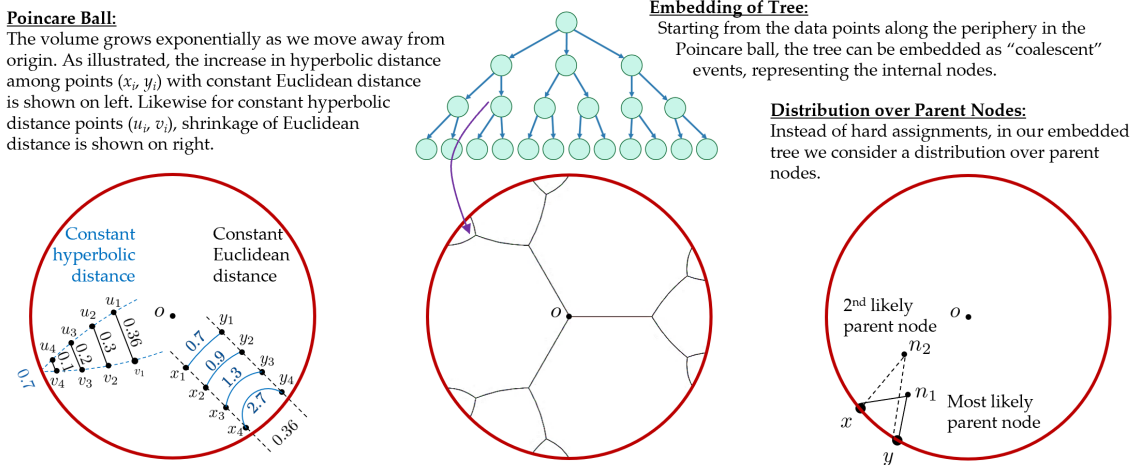 Poincare Ball:
The volume grows exponentially as we move away from
origin. As illustrated, the increase in hyperbolic distance
among points (xᵢ, yᵢ) with constant Euclidean distance
is shown on left. Likewise for constant hyperbolic
distance points (uᵢ, vᵢ), shrinkage of Euclidean
distance is shown on right.
Embedding of Tree:
Starting from the data points along the periphery in the
Poincare ball, the tree can be embedded as “coalescent”
events, representing the internal nodes.
Distribution over Parent Nodes:
Instead of hard assignments, in our embedded
tree we consider a distribution over parent
nodes.
Constant
hyperbolic
distance
Constant
Euclidean
distance
o
u₁
u₂
u₃
u₄
v₁
v₂
v₃
v₄
0.36
0.3
0.2
0.1
0.7
y₁
y₂
y₃
y₄
x₁
x₂
x₃
x₄
0.7
0.9
1.3
2.7
0.36
o
o
2ⁿᵈ likely
parent node
n₂
n₁
Most likely
parent node
x
y